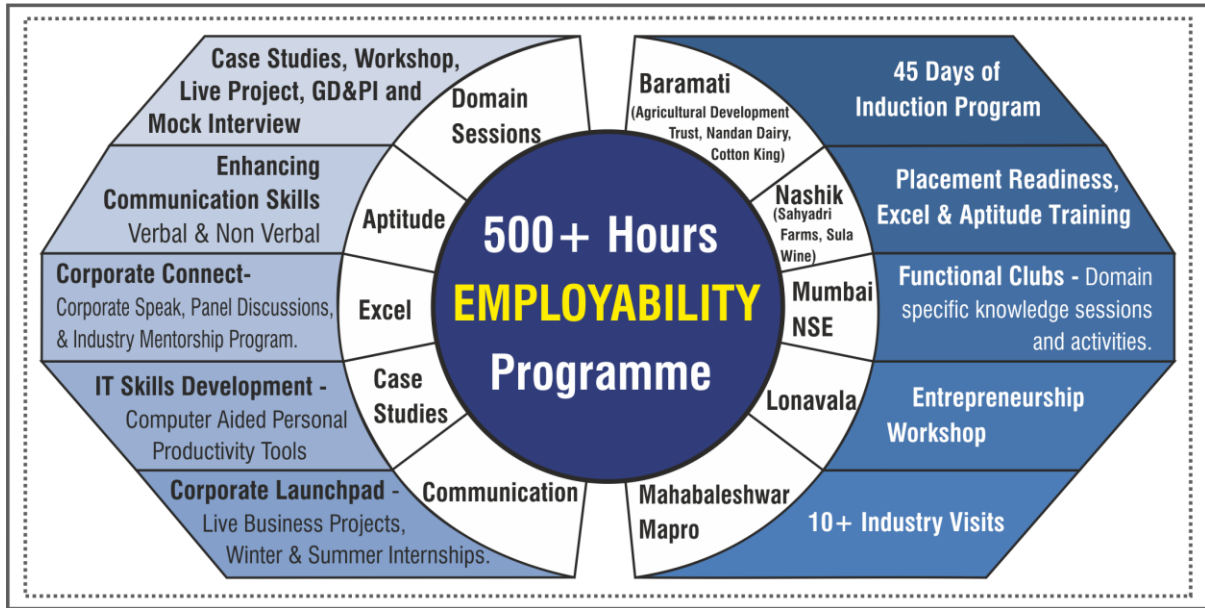 Case Studies, Workshop,
Live Project, GD&PI and
Mock Interview
Enhancing
Communication Skills
Verbal & Non Verbal
Corporate Connect-
Corporate Speak, Panel Discussions,
& Industry Mentorship Program.
IT Skills Development -
Computer Aided Personal
Productivity Tools
Corporate Launchpad -
Live Business Projects,
Winter & Summer Internships.
Domain
Sessions
Aptitude
Excel
Case
Studies
Communication
500+ Hours
EMPLOYABILITY
Programme
Baramati
(Agricultural Development
Trust, Nandan Dairy,
Cotton King)
Nashik
(Sahyadri
Farms, Sula
Wine)
Mumbai
NSE
Lonavala
Mahabaleshwar
Mapro
45 Days of
Induction Program
Placement Readiness,
Excel & Aptitude Training
Functional Clubs - Domain
specific knowledge sessions
and activities.
Entrepreneurship
Workshop
10+ Industry Visits